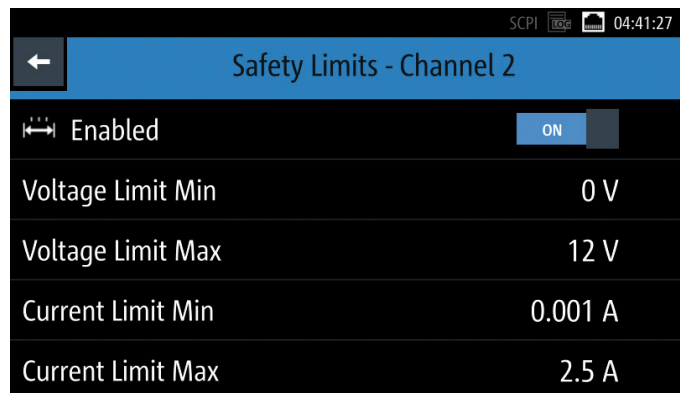 SCPI LOG 04:41:27
Safety Limits - Channel 2
Enabled ON
Voltage Limit Min 0 V
Voltage Limit Max 12 V
Current Limit Min 0.001 A
Current Limit Max 2.5 A